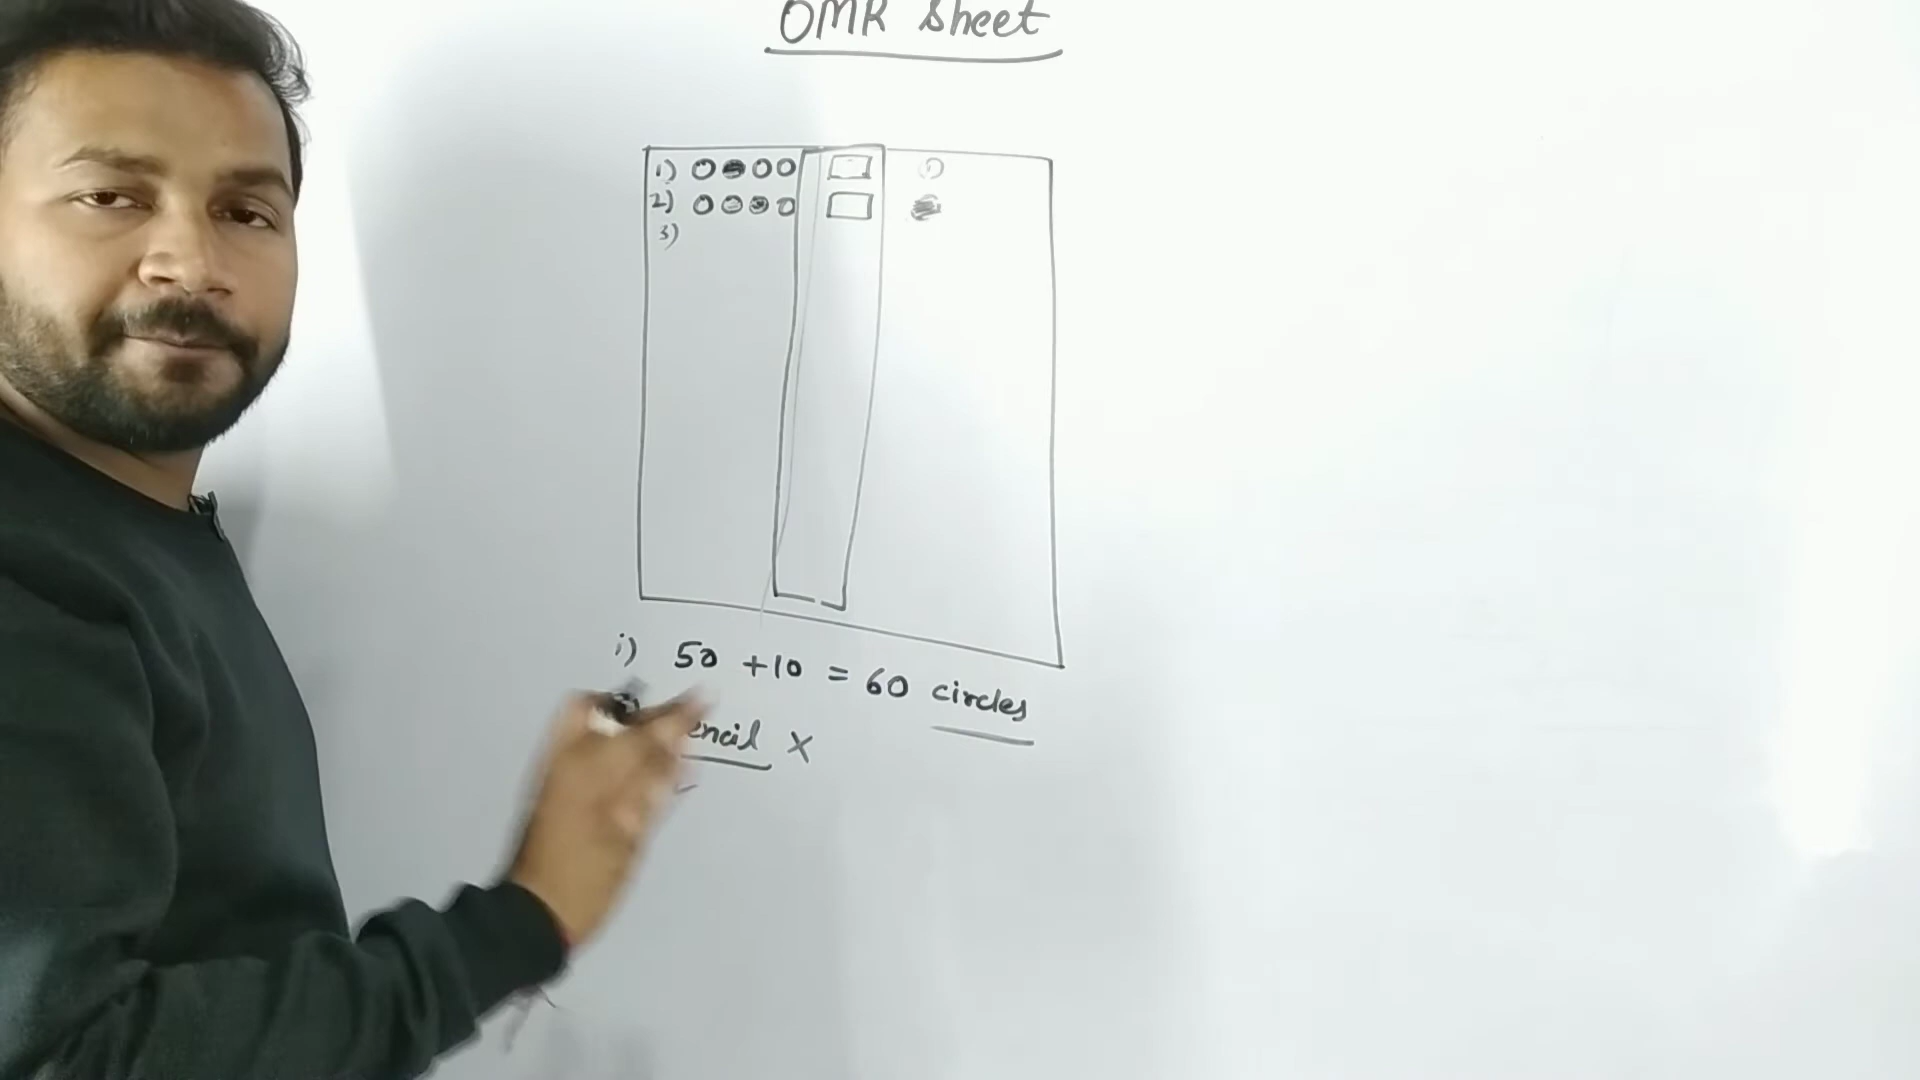 OMR Sheet
1)
2)
3)
i) 50 + 10 = 60 circles
encil X